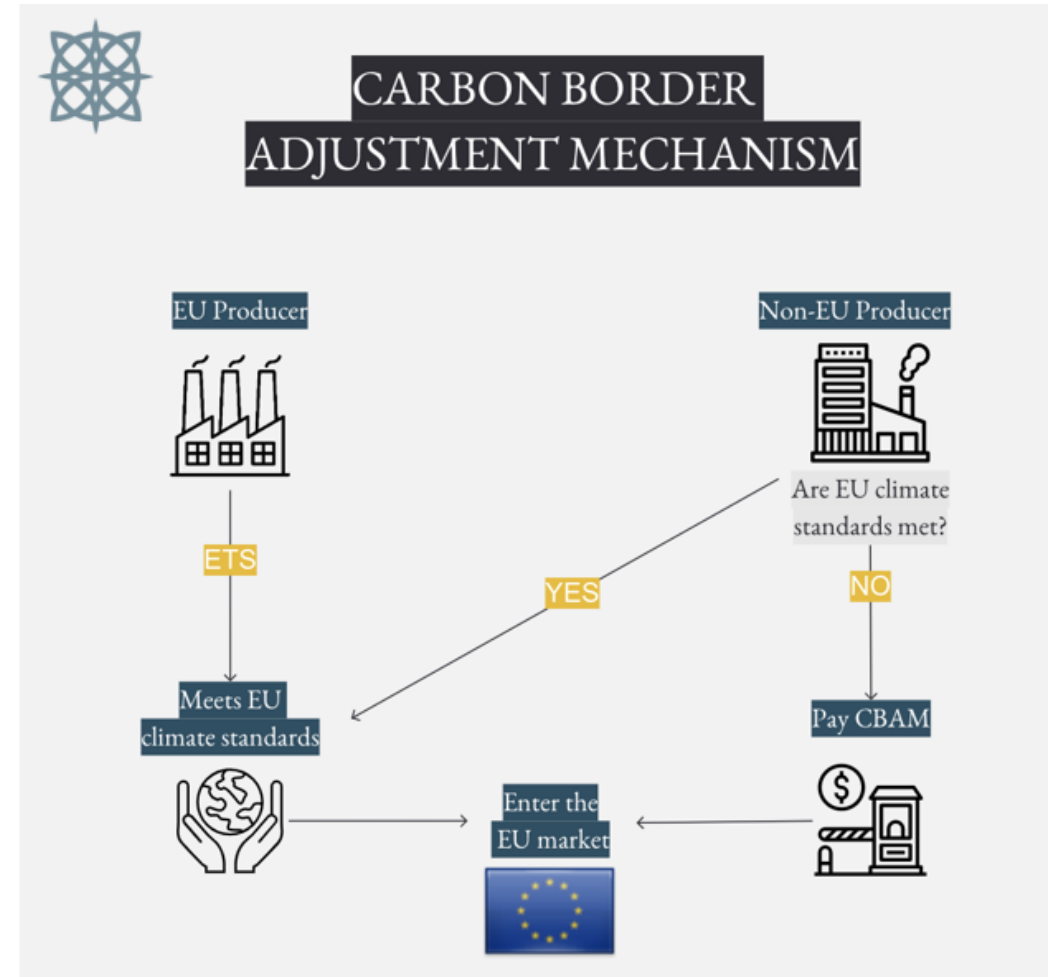 CARBON BORDER
ADJUSTMENT MECHANISM
EU Producer
Non-EU Producer
Are EU climate
standards met?
ETS
YES
NO
Meets EU
climate standards
Pay CBAM
$
Enter the
EU market